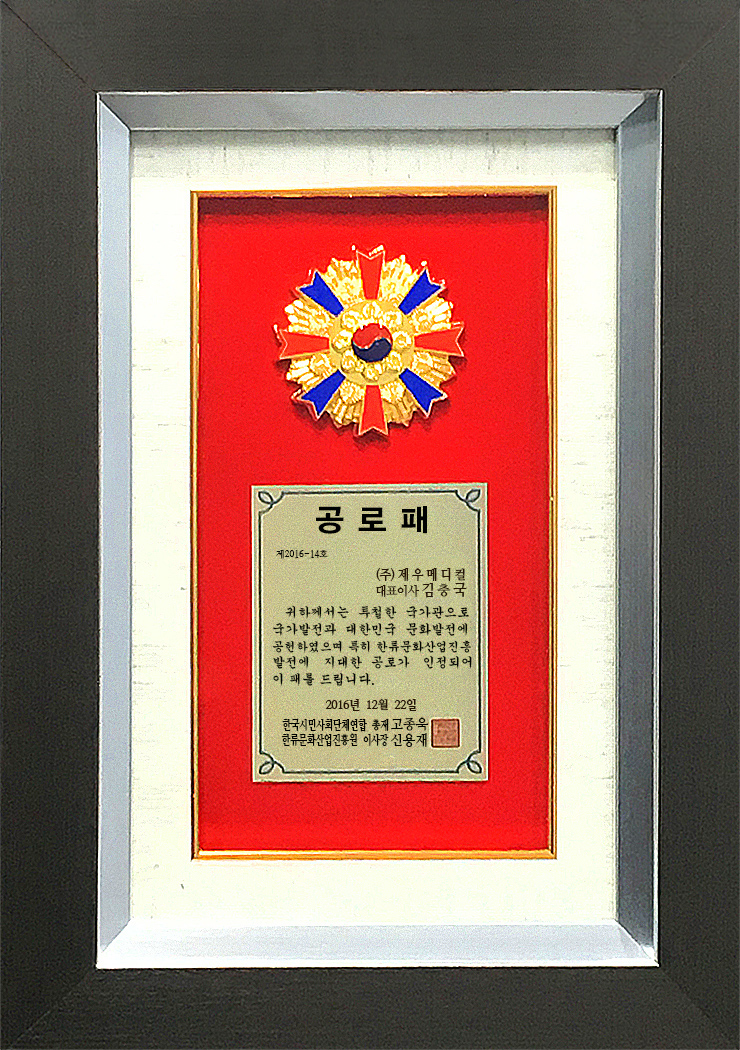 공로패
제2016-14호
(주)제우메디컬
대표이사 김충국
귀하께서는 특철한 국가관으로
국가발전과 대한민국 문화발전에
공헌하였으며 특히 한류문화산업진흥
발전에 지대한 공로가 인정되어
이 패를 드립니다.
2016년 12월 22일
한국시민사회단체연합 총재 고종욱
한류문화산업진흥원 이사장 신용재